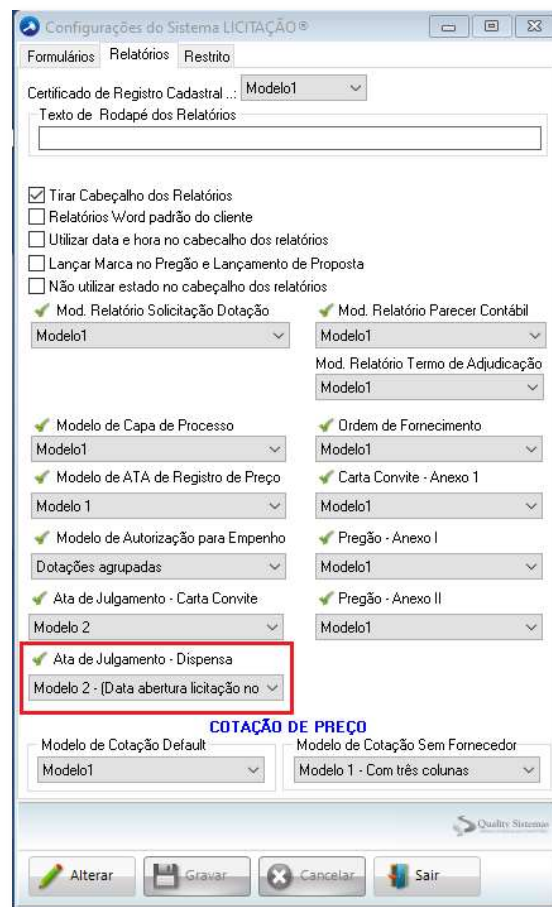 Configurações do Sistema LICITAÇÃO®
Formulários Relatórios Restrito
Certificado de Registro Cadastral ..: Modelo1
Texto de Rodapé dos Relatórios
Tirar Cabeçalho dos Relatórios
Relatórios Word padrão do cliente
Utilizar data e hora no cabecalho dos relatórios
Lançar Marca no Pregão e Lançamento de Proposta
Não utilizar estado no cabeçalho dos relatórios
Mod. Relatório Solicitação Dotação Mod. Relatório Parecer Contábil
Modelo1 Modelo1
Mod. Relatório Termo de Adjudicação
Modelo1
Modelo de Capa de Processo Ordem de Fornecimento
Modelo1 Modelo1
Modelo de ATA de Registro de Preço Carta Convite - Anexo 1
Modelo 1 Modelo1
Modelo de Autorização para Empenho Pregão - Anexo I
Dotações agrupadas Modelo1
Ata de Julgamento - Carta Convite Pregão - Anexo II
Modelo 2 Modelo1
Ata de Julgamento - Dispensa
Modelo 2 - (Data abertura licitação no
COTAÇÃO DE PREÇO
Modelo de Cotação Default Modelo de Cotação Sem Fornecedor
Modelo1 Modelo 1 - Com três colunas
Quality Sistemas
Alterar Gravar Cancelar Sair